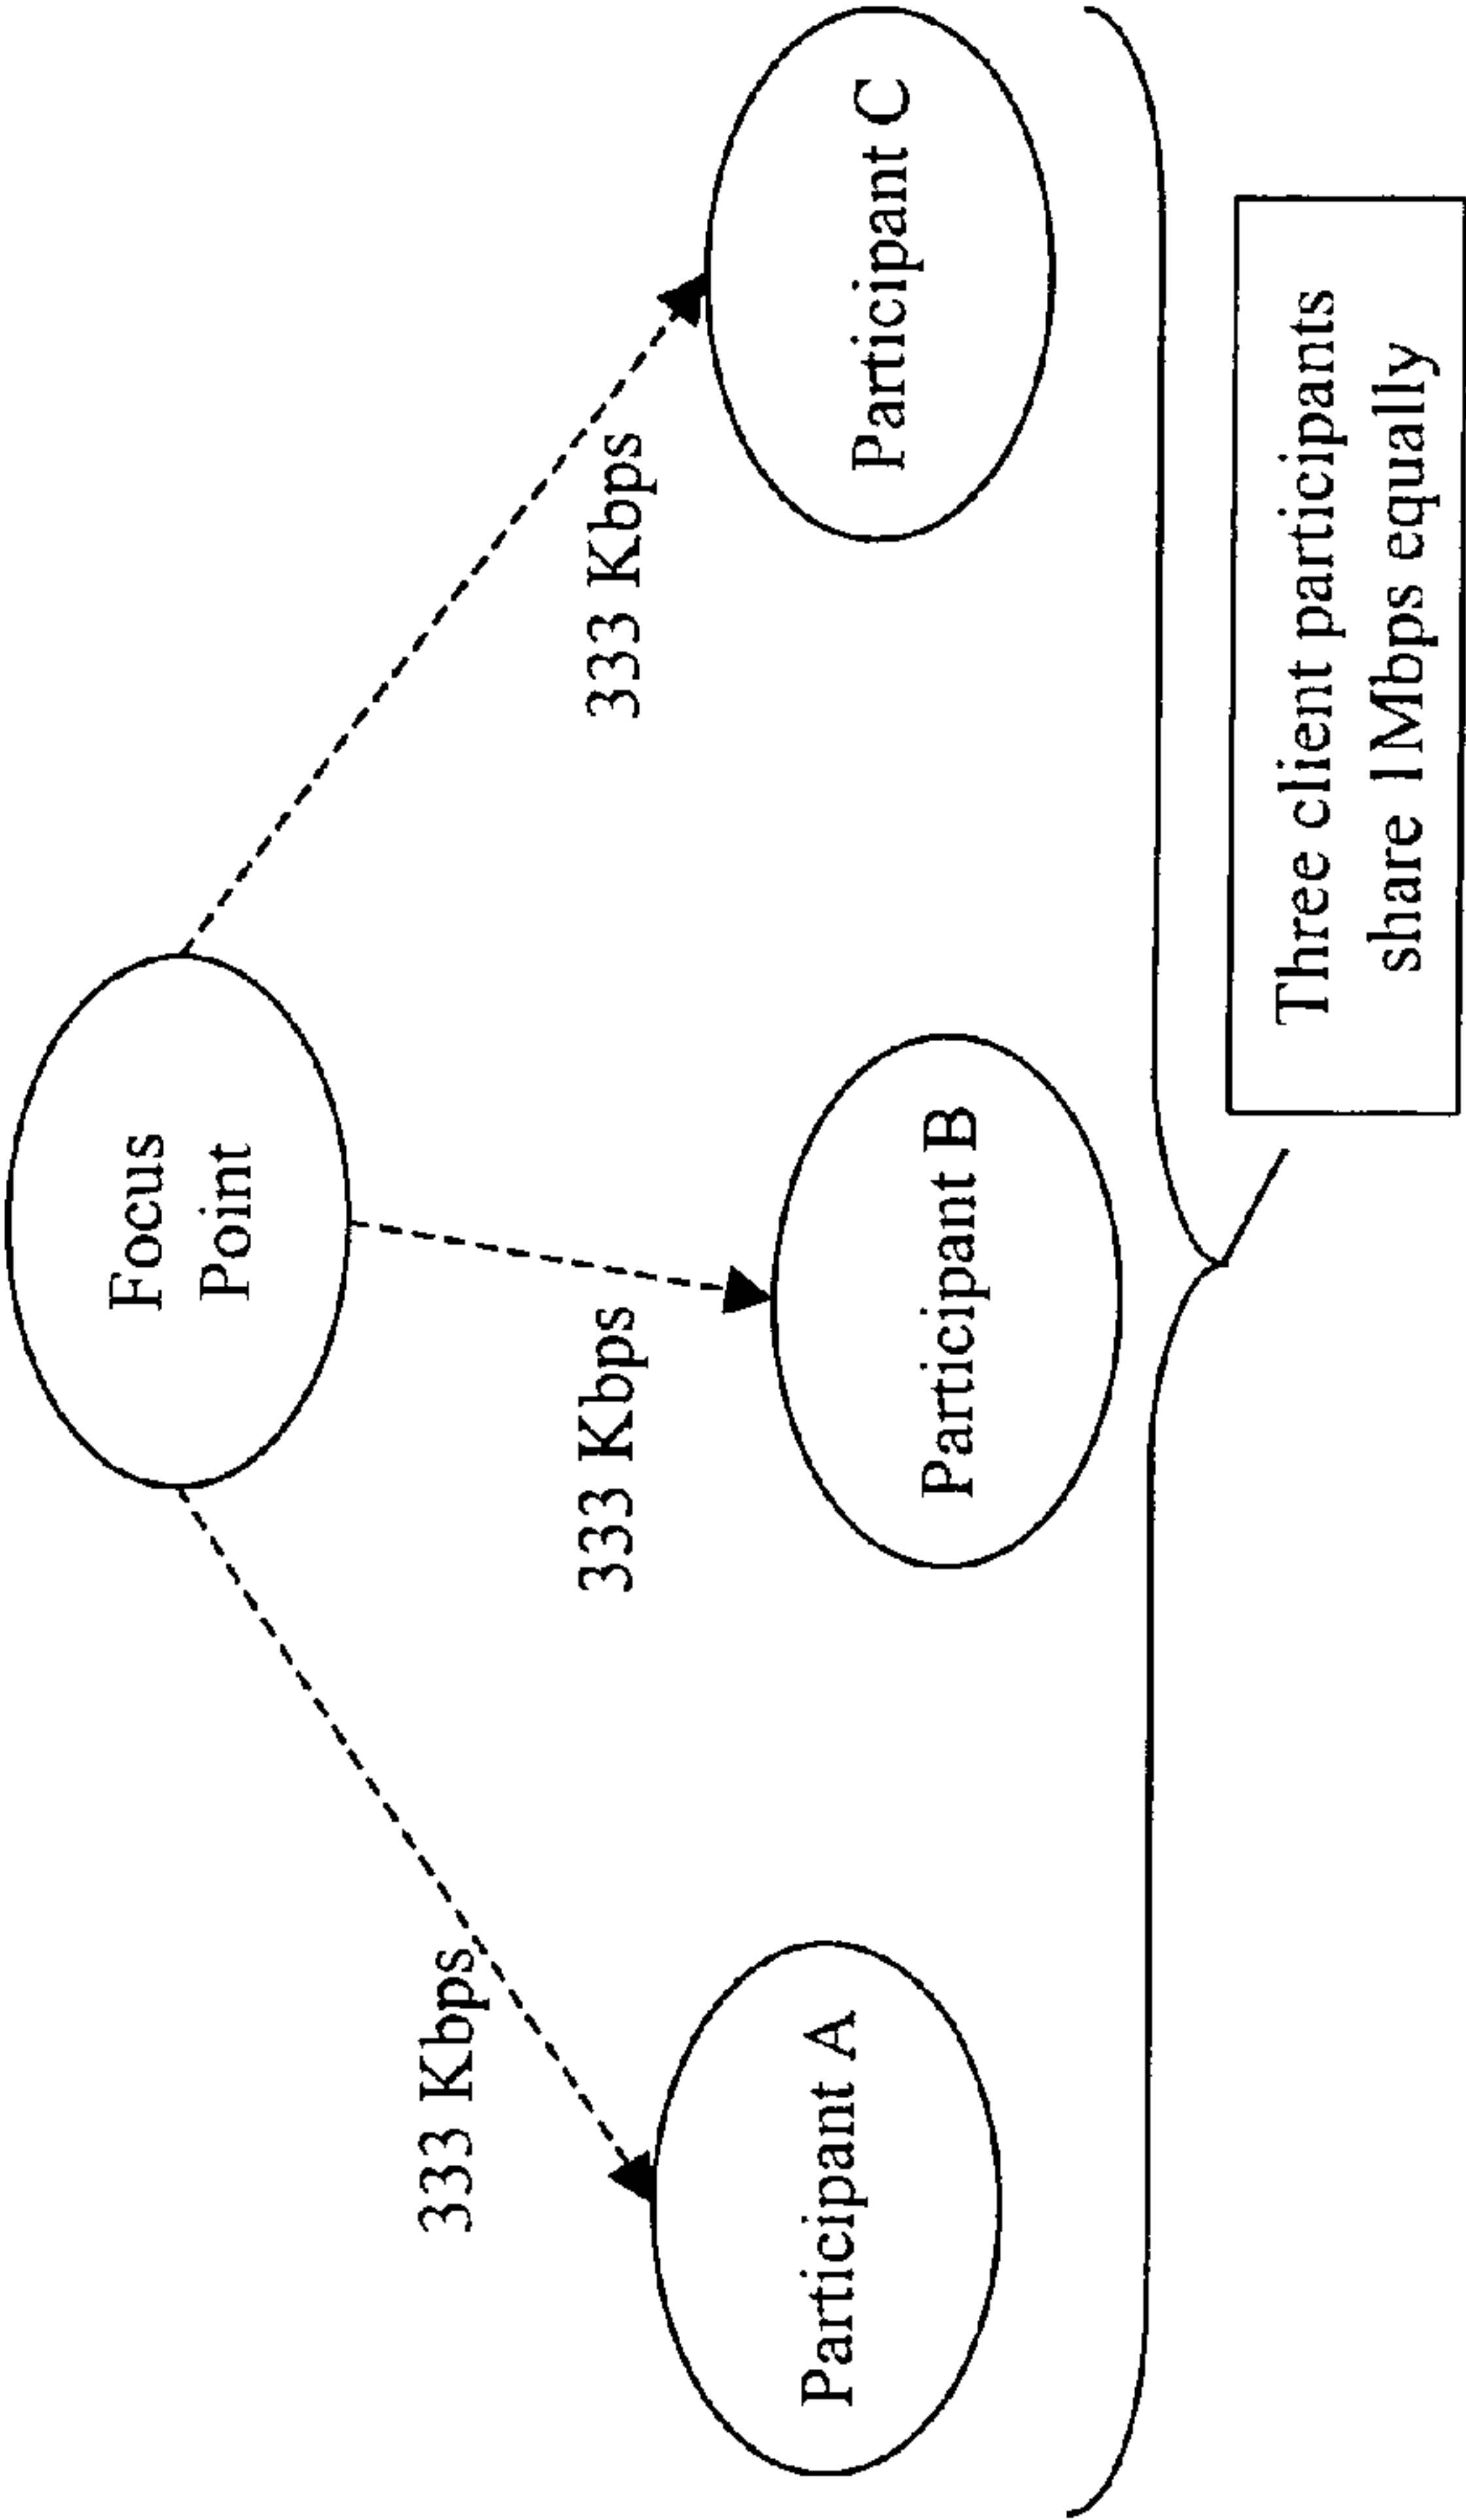 Focus
Point
333 Kbps
333 Kbps
333 Kbps
Participant A
Participant B
Participant C
Three client participants
share 1Mbps equally